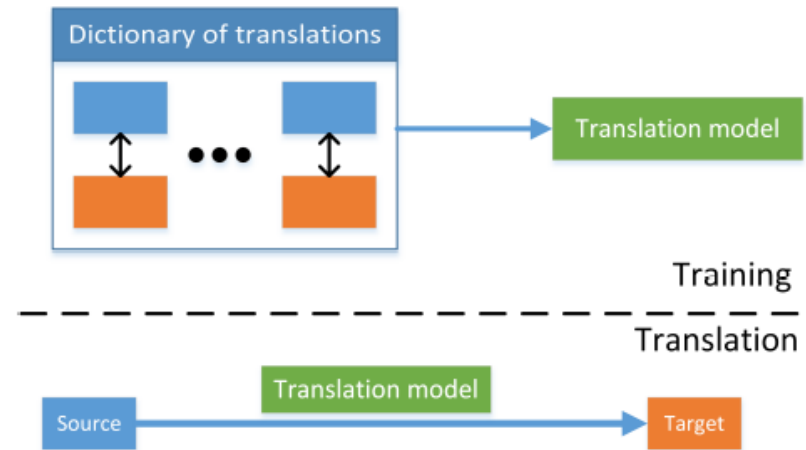 Dictionary of translations
Translation model
Training
Translation
Translation model
Source
Target